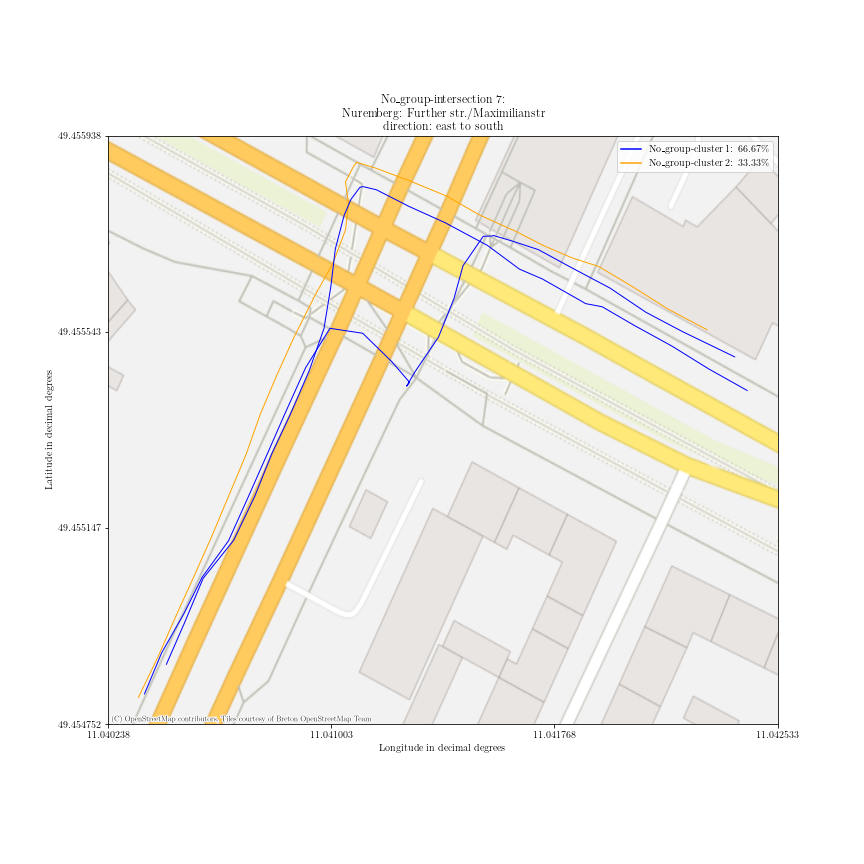 No_group-intersection 7:
Nuremberg: Further str./Maximilianstr
direction: east to south
No_group-cluster 1: 66.67%
No_group-cluster 2: 33.33%
49.455938
49.455543
49.455147
49.454752
Latitude in decimal degrees
(C) OpenStreetMap contributors, Tiles courtesy of Breton OpenStreetMap Team
11.040238
11.041003
11.041768
11.042533
Longitude in decimal degrees